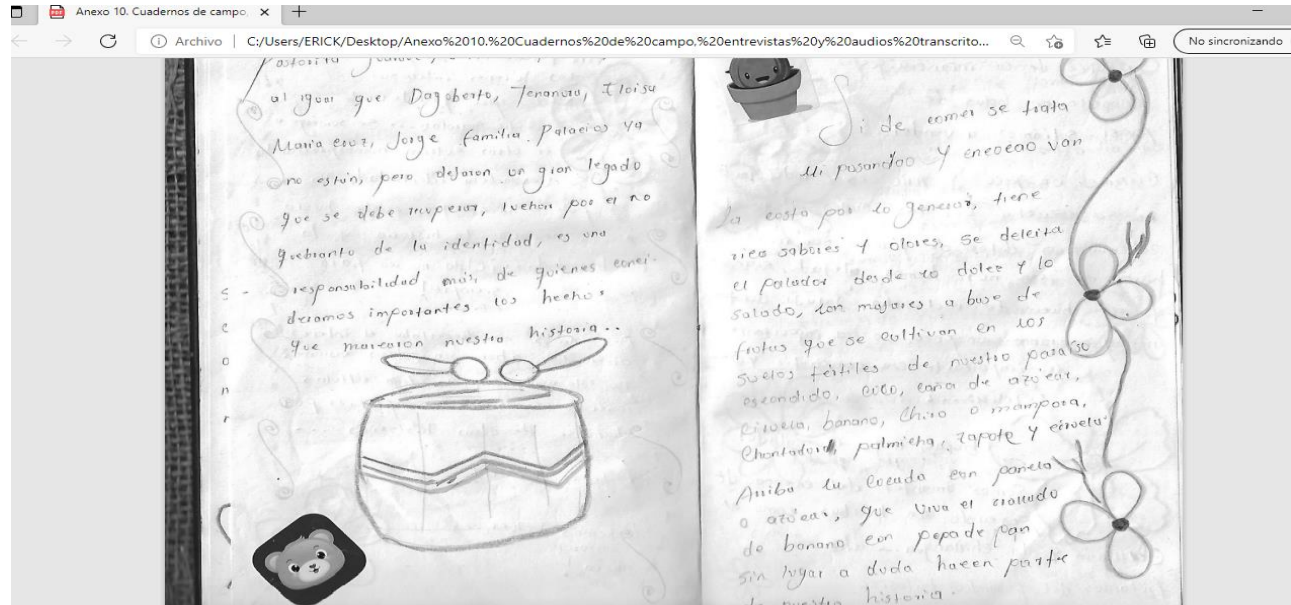 Anexo 10. Cuadernos de campo,
Archivo | C:/Users/ERICK/Desktop/Anexo%2010.%20Cuadernos%20de%20campo,%20entrevistas%20y%20audios%20transcrito...
No sincronizando
al igual que Dagoberto,
Maria cruz, Jorge familia Palacios ya
no están, pero dejaron un gran legado
que se debe recuperar, luchar por el no
quebranto de la identidad, es una
responsabilidad más, de quienes consi-
deramos importantes los hechos
que marcaron nuestra historia..
Si de comer se trata
Mi pusandao y encocao van
La costa por lo general, tiene
ricos sabores y olores, se deleita
el paladar desde lo dolce y lo
salado, con majares a base de
frutas que se cultivan en los
suelos fértiles de nuestro paraíso
escondido, coco, caña de azúcar,
ciruela, banano, chiro o mampora,
Chontaduro, palmicha, zapote y ciruela.
Arriba la cocada con panela
o azúcar, que viva el
de banano con pepa de pan
sin lugar a duda hacen parte
de nuestra historia.